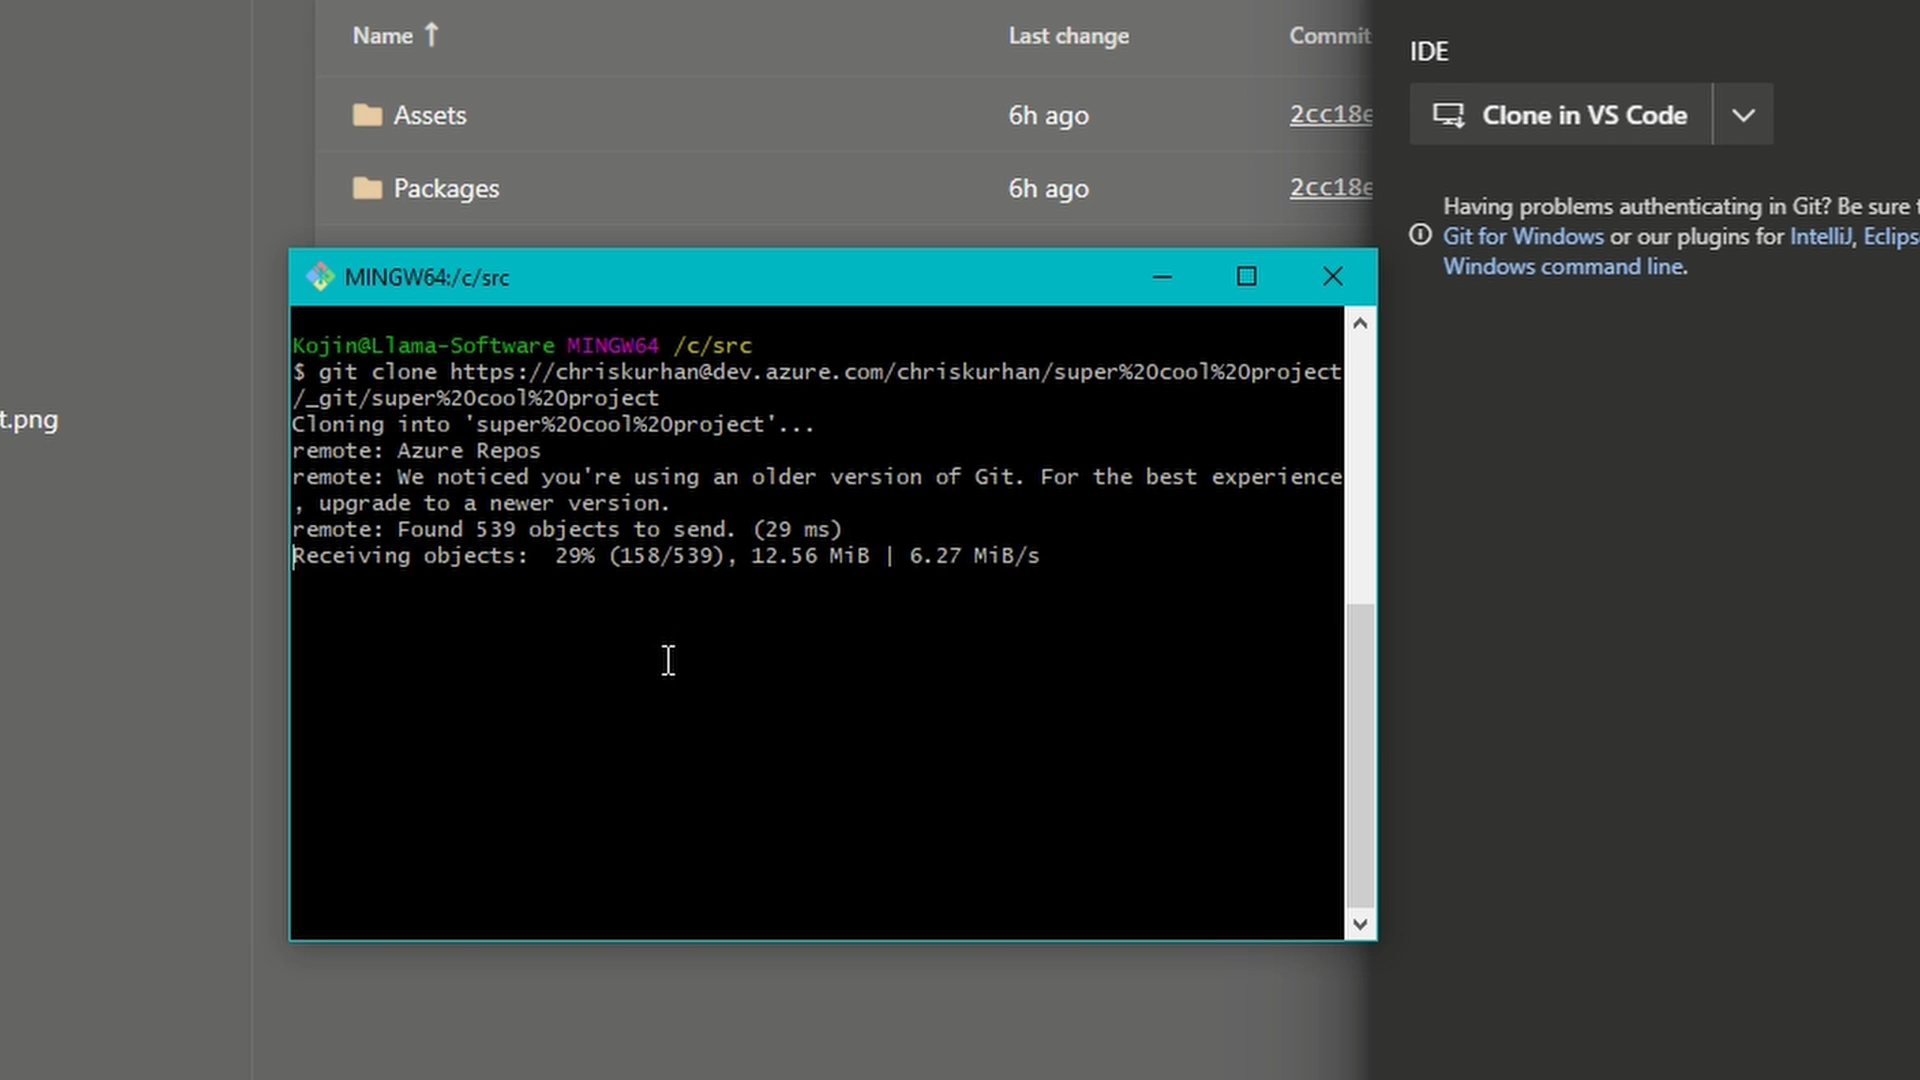 Name ↑ Last change Commit
Assets 6h ago 2cc18e
Packages 6h ago 2cc18e
t.png
MINGW64:/c/src
Kojin@Llama-Software MINGW64 /c/src
$ git clone https://chriskurhan@dev.azure.com/chriskurhan/super%20cool%20project
/_git/super%20cool%20project
Cloning into 'super%20cool%20project'...
remote: Azure Repos
remote: We noticed you're using an older version of Git. For the best experience
, upgrade to a newer version.
remote: Found 539 objects to send. (29 ms)
Receiving objects:  29% (158/539), 12.56 MiB | 6.27 MiB/s
IDE
Clone in VS Code
Having problems authenticating in Git? Be sure t
Git for Windows or our plugins for IntelliJ, Eclips
Windows command line.